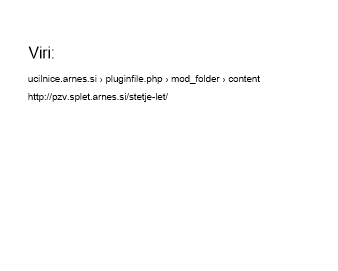 Viri:
ucilnice.arnes.si › pluginfile.php › mod_folder › content
http://pzv.splet.arnes.si/stetje-let/